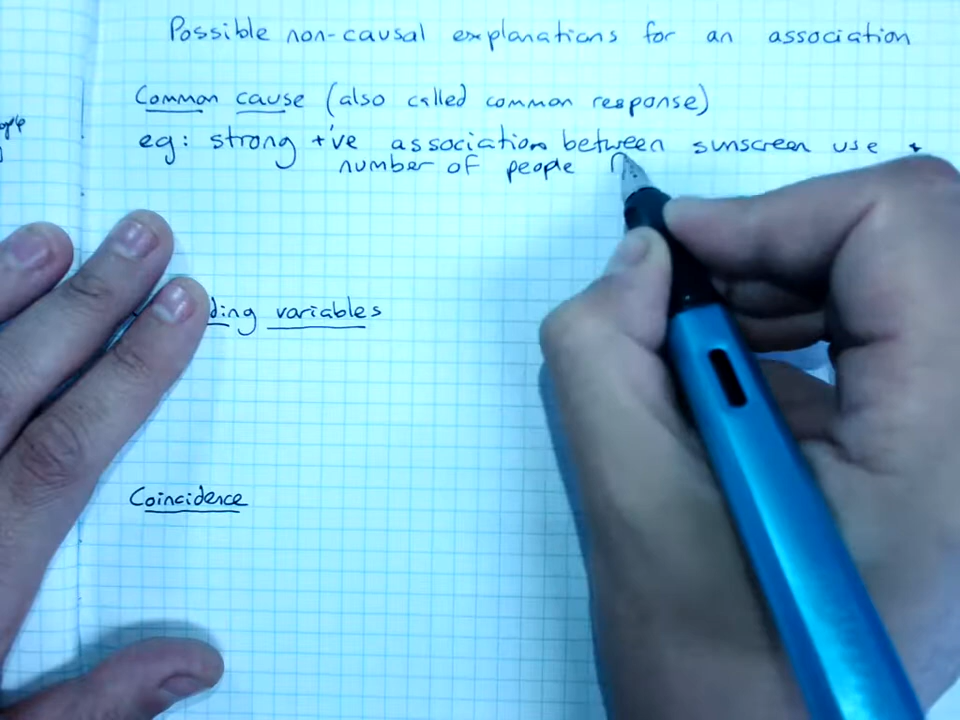 Possible non-causal explanations for an association
Common cause (also called common response)
eg: strong +'ve association between sunscreen use +
number of people
ding variables
Coincidence